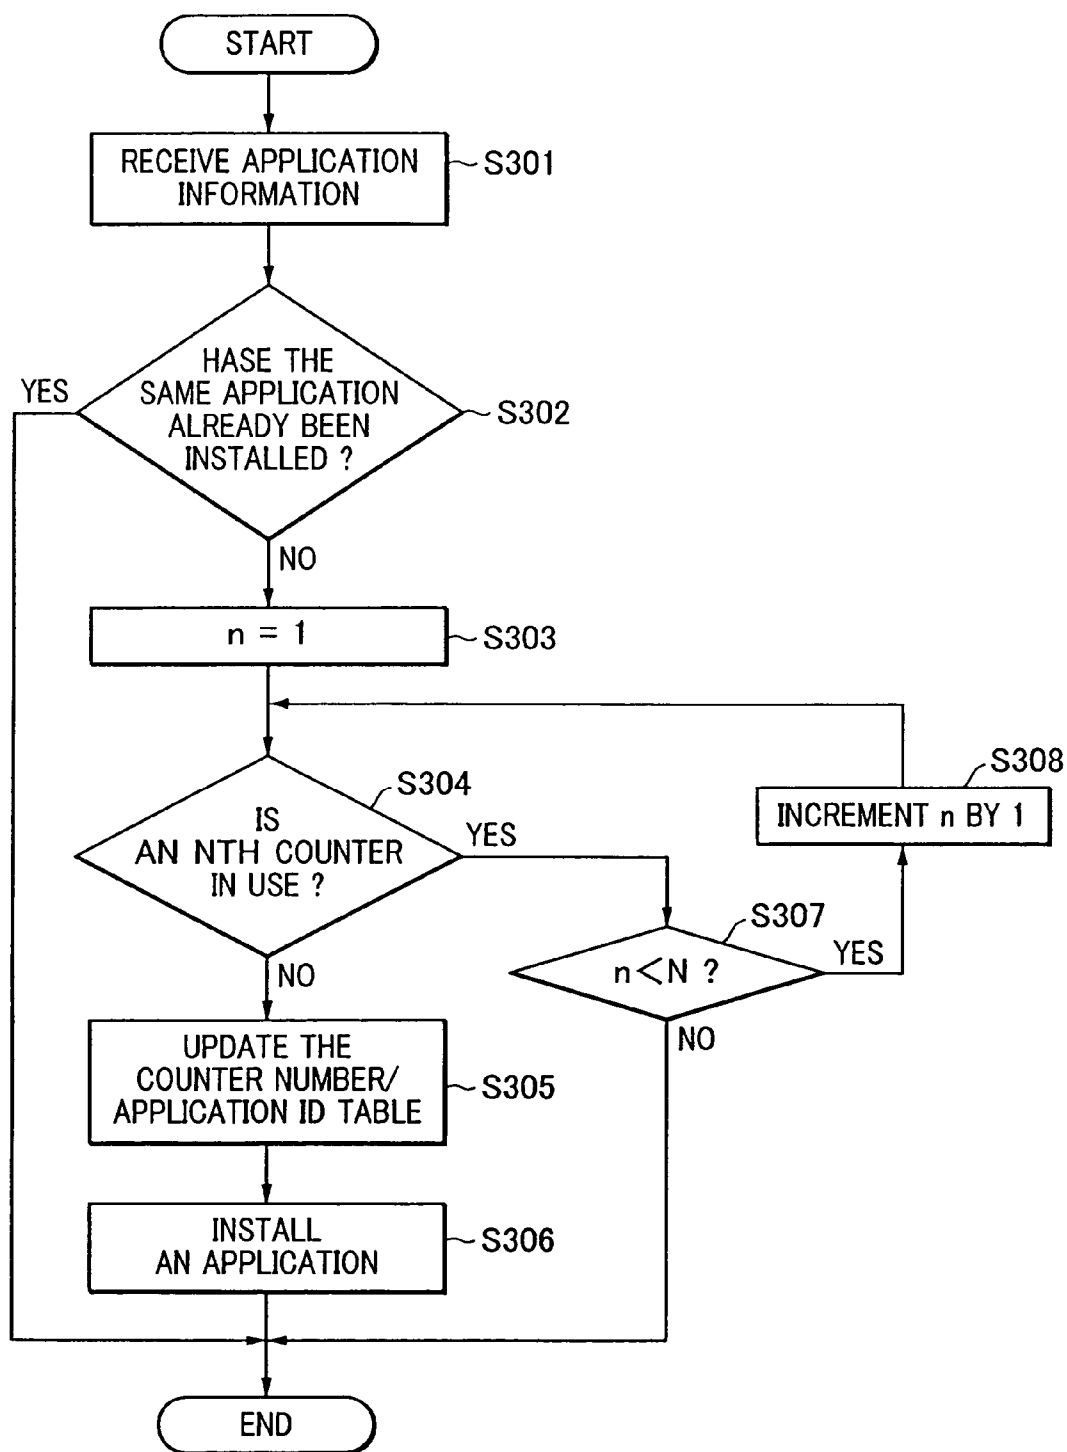 START
RECEIVE APPLICATION
INFORMATION
S301
HASE THE
SAME APPLICATION
ALREADY BEEN
INSTALLED ?
YES
S302
NO
n = 1
S303
S304
IS
AN NTH COUNTER
IN USE ?
YES
S308
INCREMENT n BY 1
S307
n<N ?
YES
NO
NO
UPDATE THE
COUNTER NUMBER/
APPLICATION ID TABLE
S305
INSTALL
AN APPLICATION
S306
END